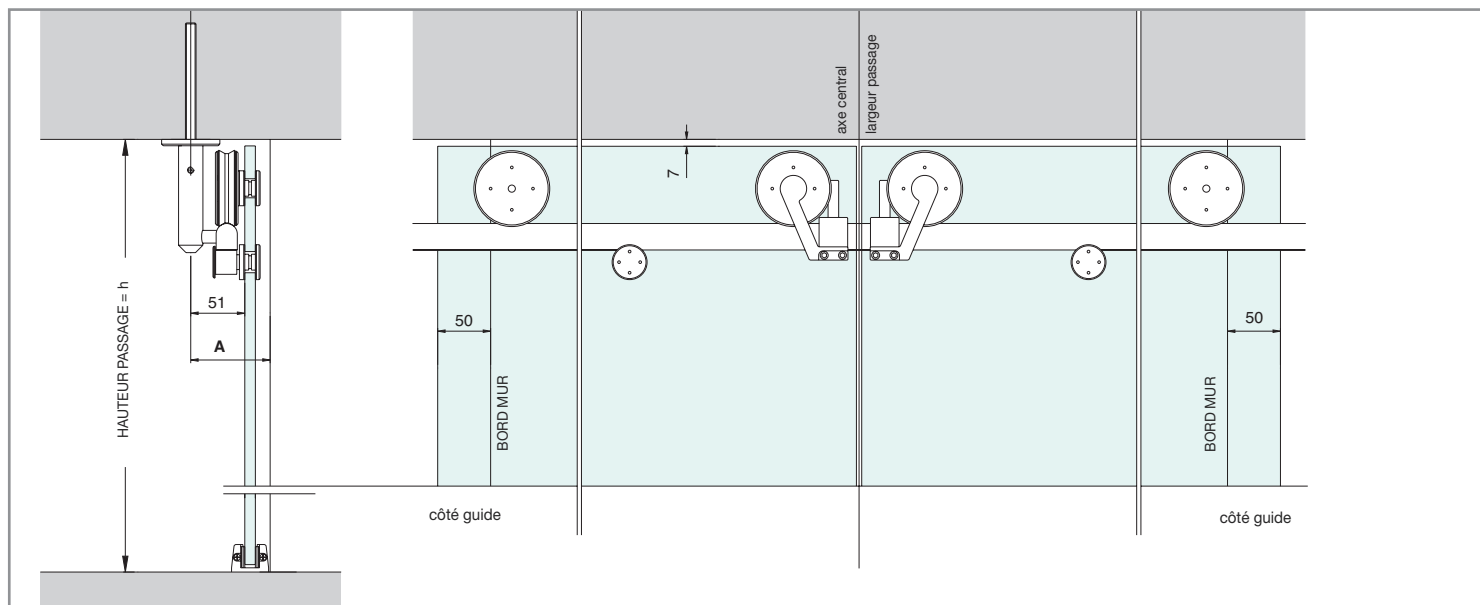 HAUTEUR PASSAGE = h
51
A
axe central
largeur passage
7
50
50
BORD MUR
BORD MUR
côté guide
côté guide